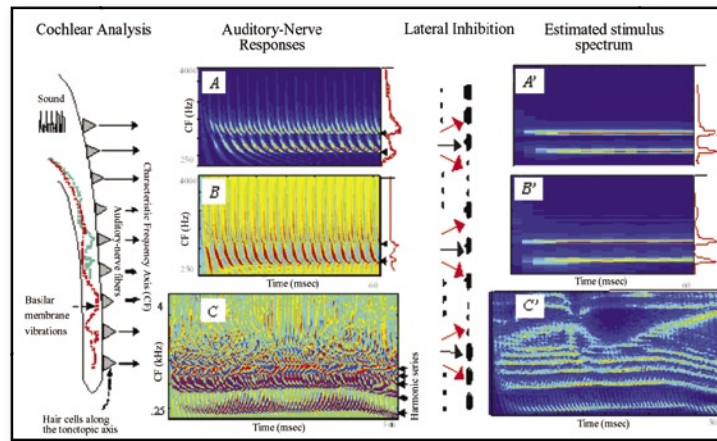 Cochlear Analysis
Auditory-Nerve
Responses
Lateral Inhibition
Estimated stimulus
spectrum
Sound
Characteristic Frequency Axis (CF)
Auditory-nerve fibers
Basilar
membrane
vibrations
Hair cells along
the tonotopic axis
4000
A
CF (Hz)
250
4000
B
CF (Hz)
250
Time (msec)
60
4
C
CF (kHz)
.25
Time (msec)
Harmonic series
A'
B'
Time (msec)
60
C'
Time (msec)